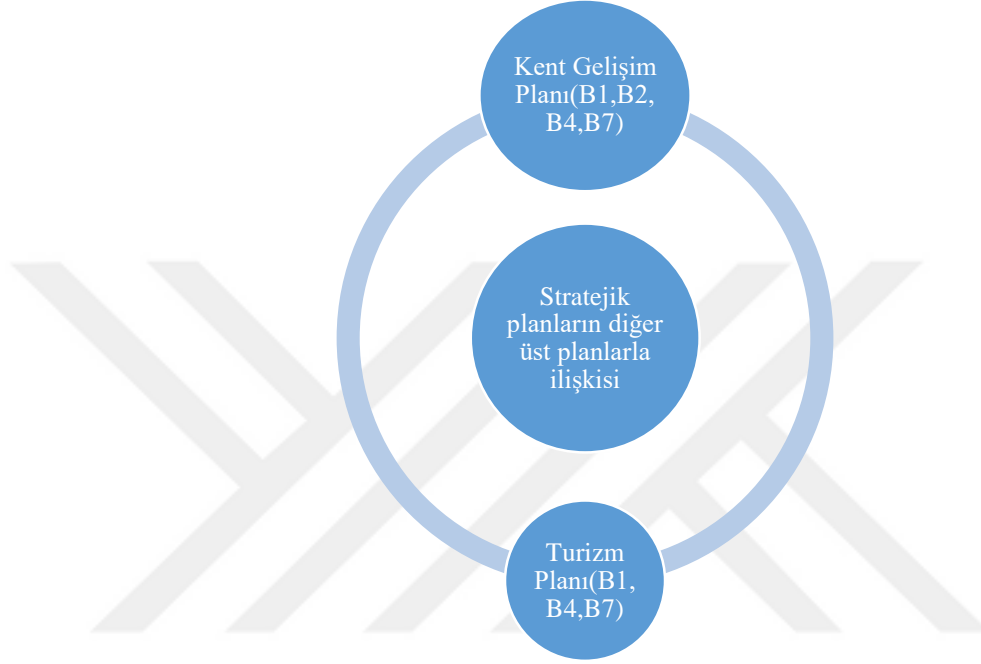 Kent Gelişim
Planı(B1,B2,
B4,B7)
Stratejik
planların diğer
üst planlarla
ilişkisi
Turizm
Planı(B1,
B4,B7)